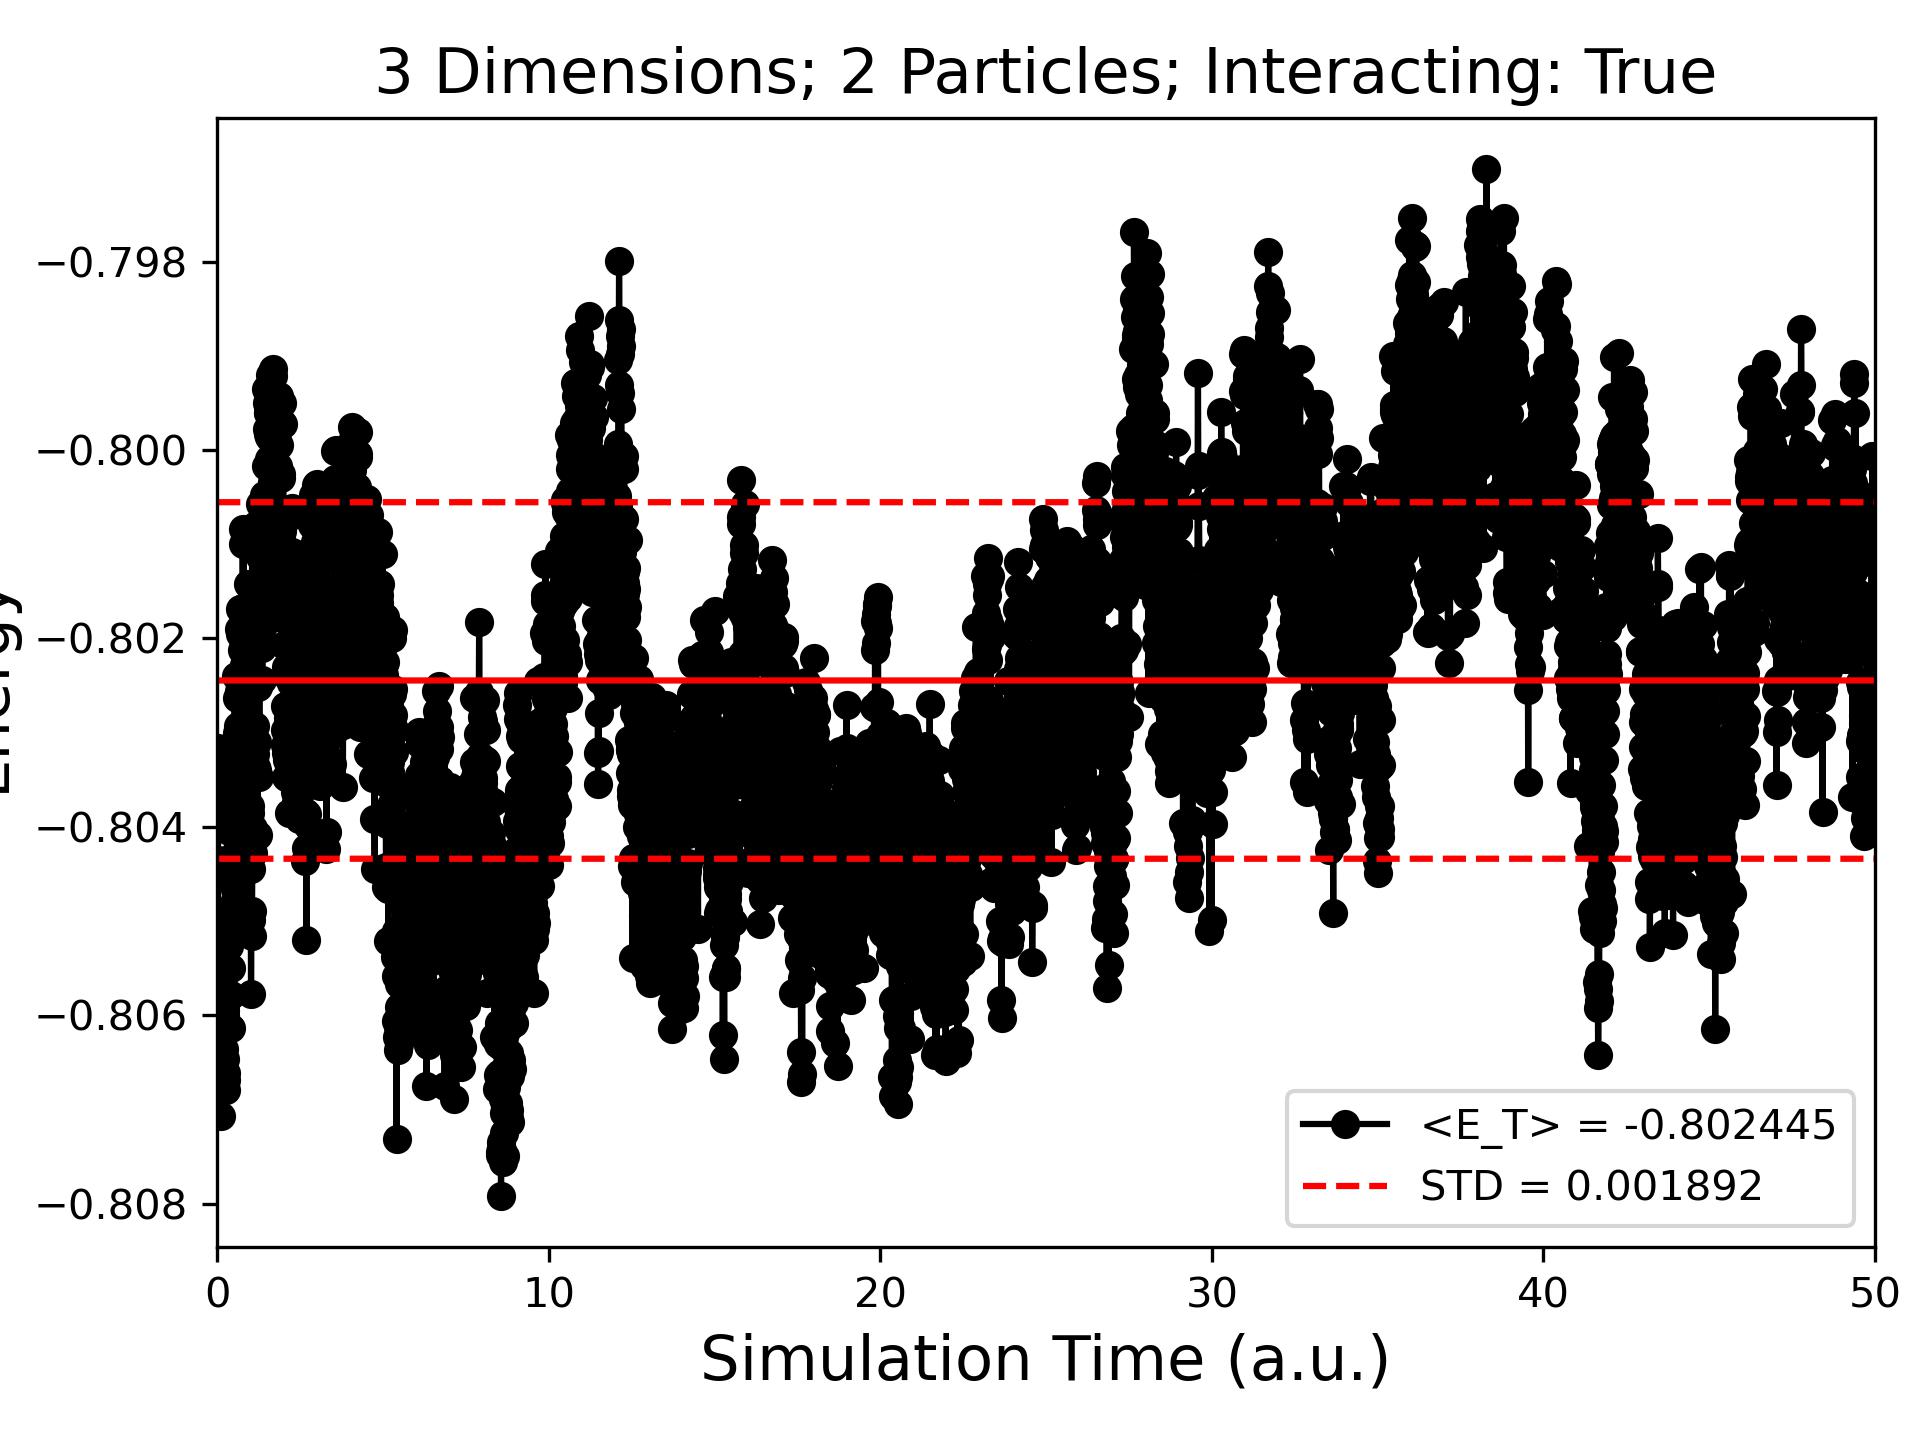 3 Dimensions; 2 Particles; Interacting: True
Energy
−0.798
−0.800
−0.802
−0.804
−0.806
−0.808
<E_T> = -0.802445
STD = 0.001892
0 10 20 30 40 50
Simulation Time (a.u.)